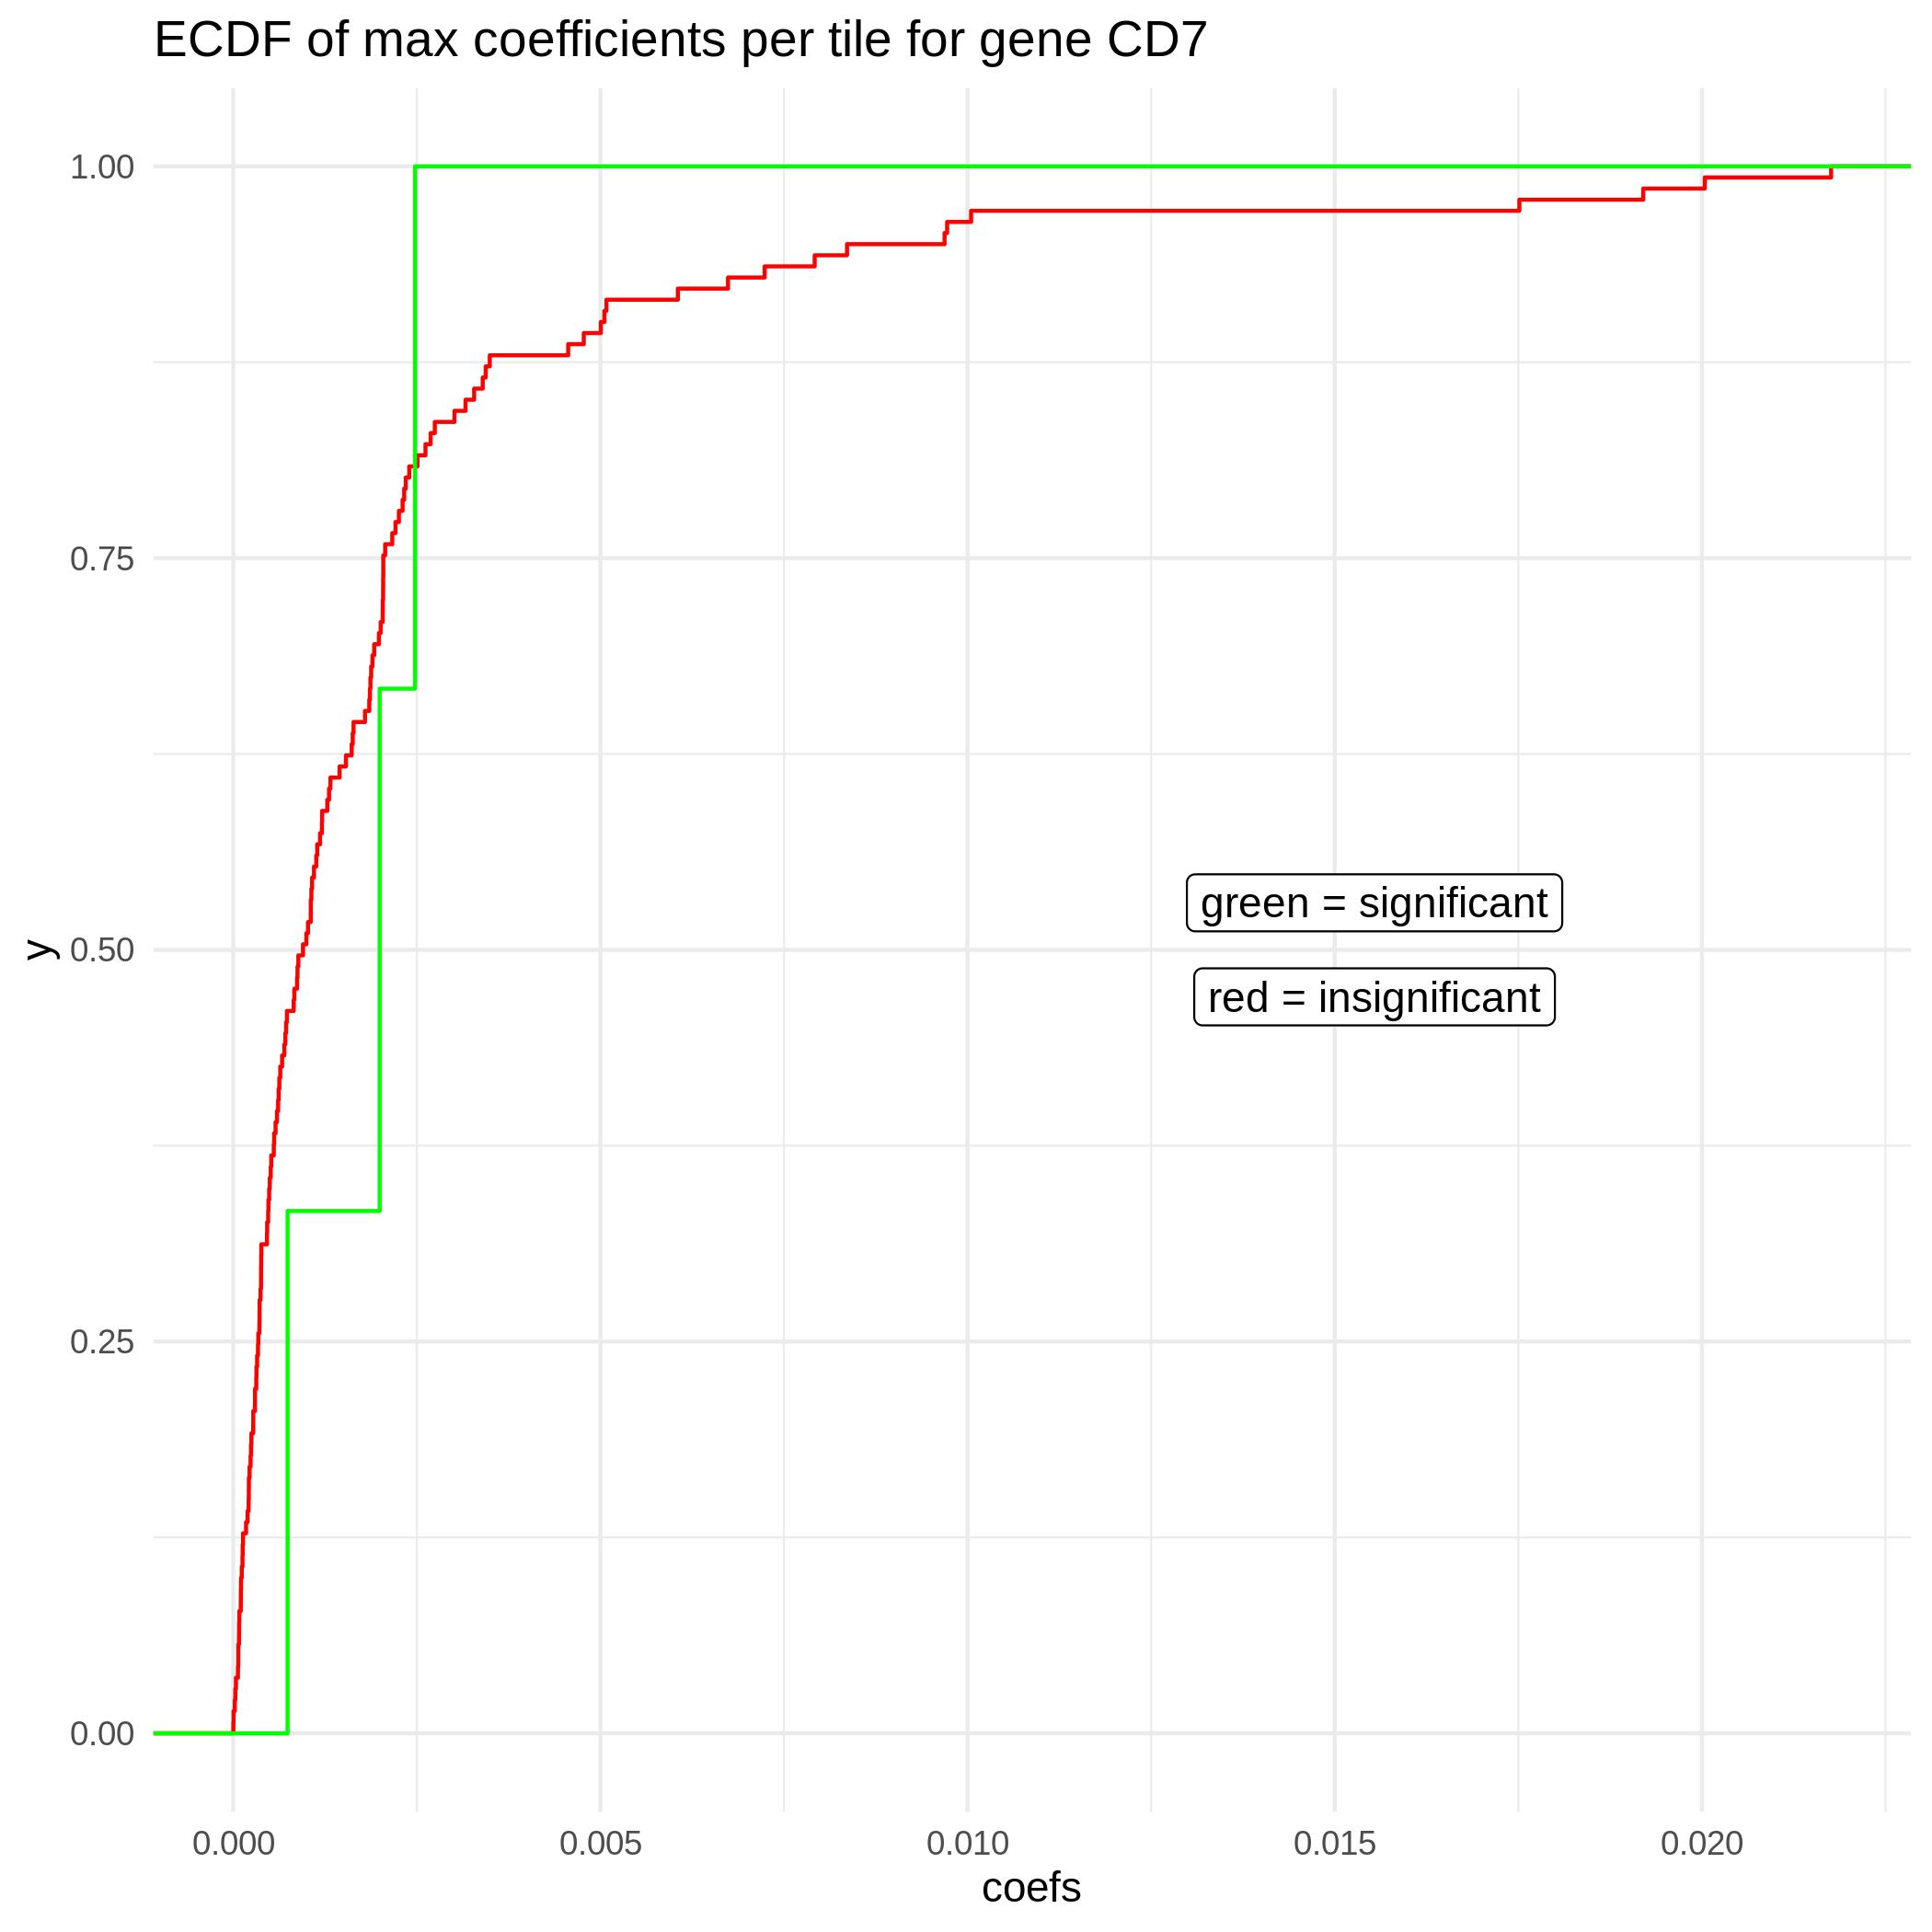 ECDF of max coefficients per tile for gene CD7
1.00
0.75
0.50
0.25
0.00
y
green = significant
red = insignificant
0.000 0.005 0.010 0.015 0.020
coefs